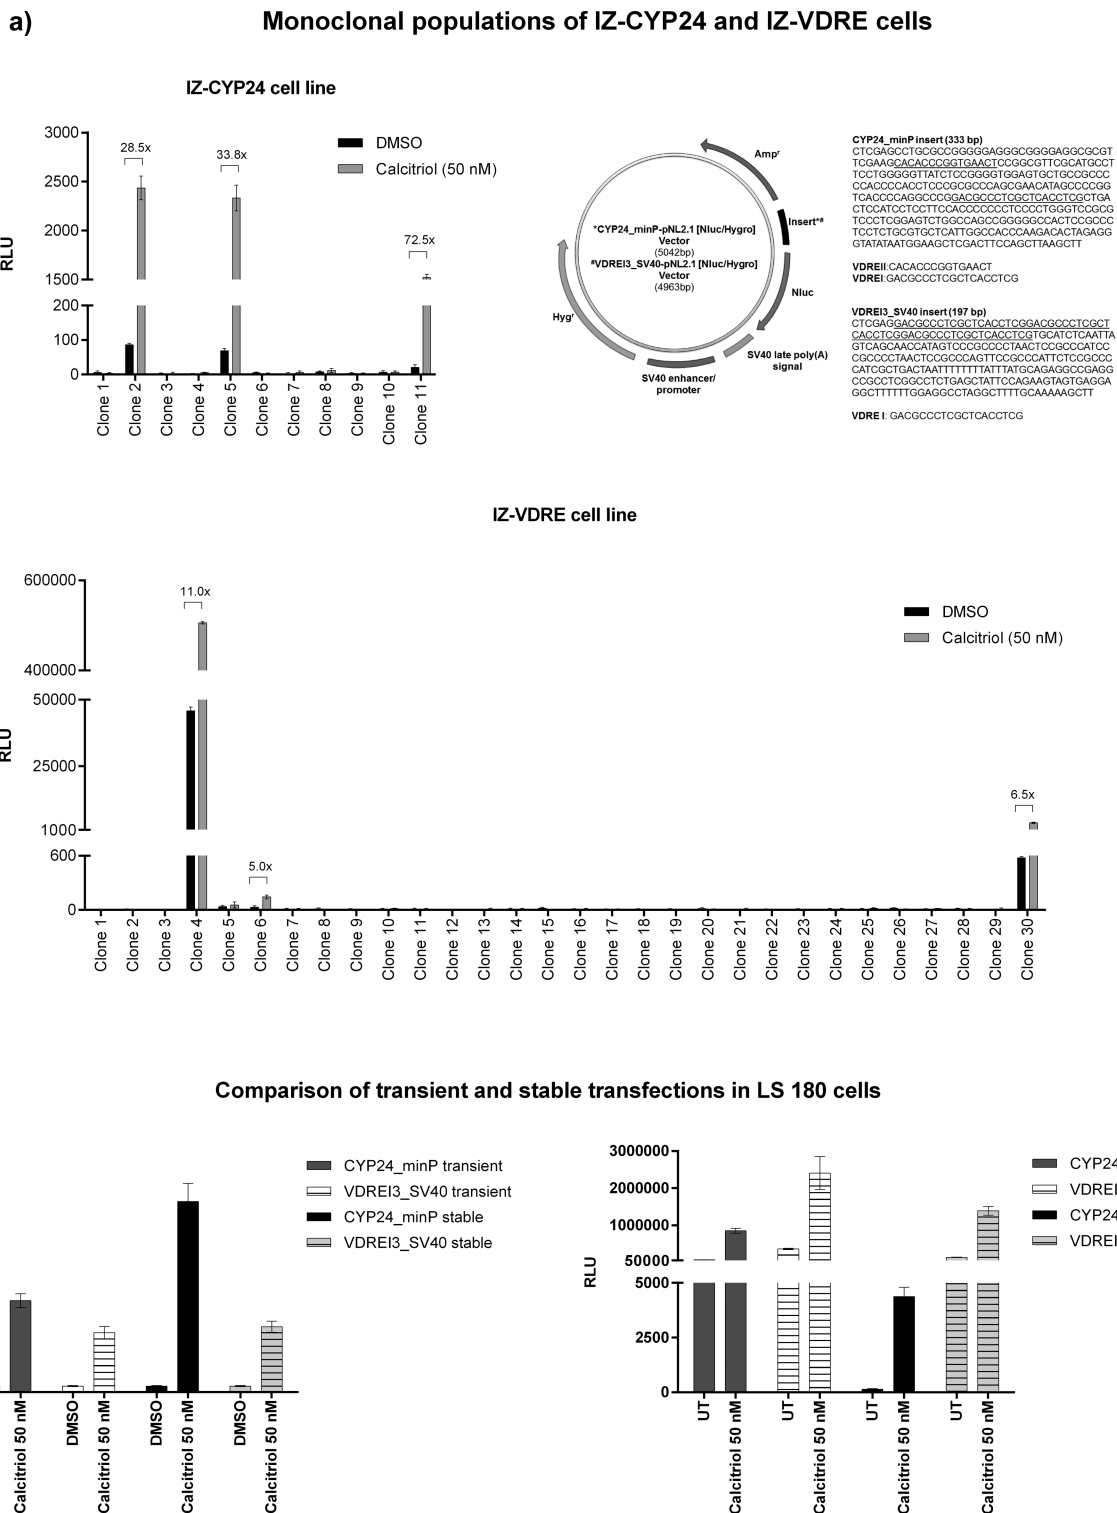 a)
Monoclonal populations of IZ-CYP24 and IZ-VDRE cells
IZ-CYP24 cell line
3000
2500
2000
1500
200
100
0
RLU
28.5x
33.8x
72.5x
DMSO
Calcitriol (50 nM)
Clone 1
Clone 2
Clone 3
Clone 4
Clone 5
Clone 6
Clone 7
Clone 8
Clone 9
Clone 10
Clone 11
Ampʳ
Insert*#
Nluc
SV40 late poly(A)
signal
SV40 enhancer/
promoter
Hygʳ
*CYP24_minP-pNL2.1 [Nluc/Hygro]
Vector
(5042bp)
#VDREI3_SV40-pNL2.1 [Nluc/Hygro]
Vector
(4963bp)
CYP24_minP insert (333 bp)
CTCGAGCCTGCGCCGGGGGAGGGCGGGGAGGCGCGT
TCGAAGCACACCCGGTGAACTCCGGCGTTCGCATGCCT
TCCTGGGGGTTATCTCCGGGGTGGAGTGCTGCCGCCC
CCACCCCACCTCCCGCGCCCAGCGAACATAGCCCCGG
TCACCCCAGGCCCGGACGCCCTCGCTCACCTCGCTGA
CTCCATCCTCCTTCCACCCCCCCTCCCCTGGGTCCGCG
TCCCTCGGAGTCTGGCCAGCCGGGGGCCACTCCGCCC
TCCTCTGCGTGCTCATTGGCCACCCAAGACACTAGAGG
GTATATAATGGAAGCTCGACTTCCAGCTTAAGCTT
VDREII:CACACCCGGTGAACT
VDREI:GACGCCCTCGCTCACCTCG
VDREI3_SV40 insert (197 bp)
CTCGAGGACGCCCTCGCTCACCTCGGACGCCCTCGCT
CACCTCGGACGCCCTCGCTCACCTCGTGCATCTCAATTA
GTCAGCAACCATAGTCCCGCCCCTAACTCCGCCCATCC
CGCCCCTAACTCCGCCCAGTTCCGCCCATTCTCCGCCC
CATCGCTGACTAATTTTTTTTATTTATGCAGAGGCCGAGG
CCGCCTCGGCCTCTGAGCTATTCCAGAAGTAGTGAGGA
GGCTTTTTTGGAGGCCTAGGCTTTTGCAAAAAGCTT
VDRE I: GACGCCCTCGCTCACCTCG
IZ-VDRE cell line
600000
400000
50000
25000
1000
600
0
RLU
11.0x
5.0x
6.5x
DMSO
Calcitriol (50 nM)
Clone 1
Clone 2
Clone 3
Clone 4
Clone 5
Clone 6
Clone 7
Clone 8
Clone 9
Clone 10
Clone 11
Clone 12
Clone 13
Clone 14
Clone 15
Clone 16
Clone 17
Clone 18
Clone 19
Clone 20
Clone 21
Clone 22
Clone 23
Clone 24
Clone 25
Clone 26
Clone 27
Clone 28
Clone 29
Clone 30
Comparison of transient and stable transfections in LS 180 cells
CYP24_minP transient
VDREI3_SV40 transient
CYP24_minP stable
VDREI3_SV40 stable
Calcitriol 50 nM
DMSO
Calcitriol 50 nM
DMSO
Calcitriol 50 nM
DMSO
Calcitriol 50 nM
3000000
2000000
1000000
50000
5000
2500
0
RLU
CYP24
VDREI
CYP24
VDREI
UT
Calcitriol 50 nM
UT
Calcitriol 50 nM
UT
Calcitriol 50 nM
UT
Calcitriol 50 nM